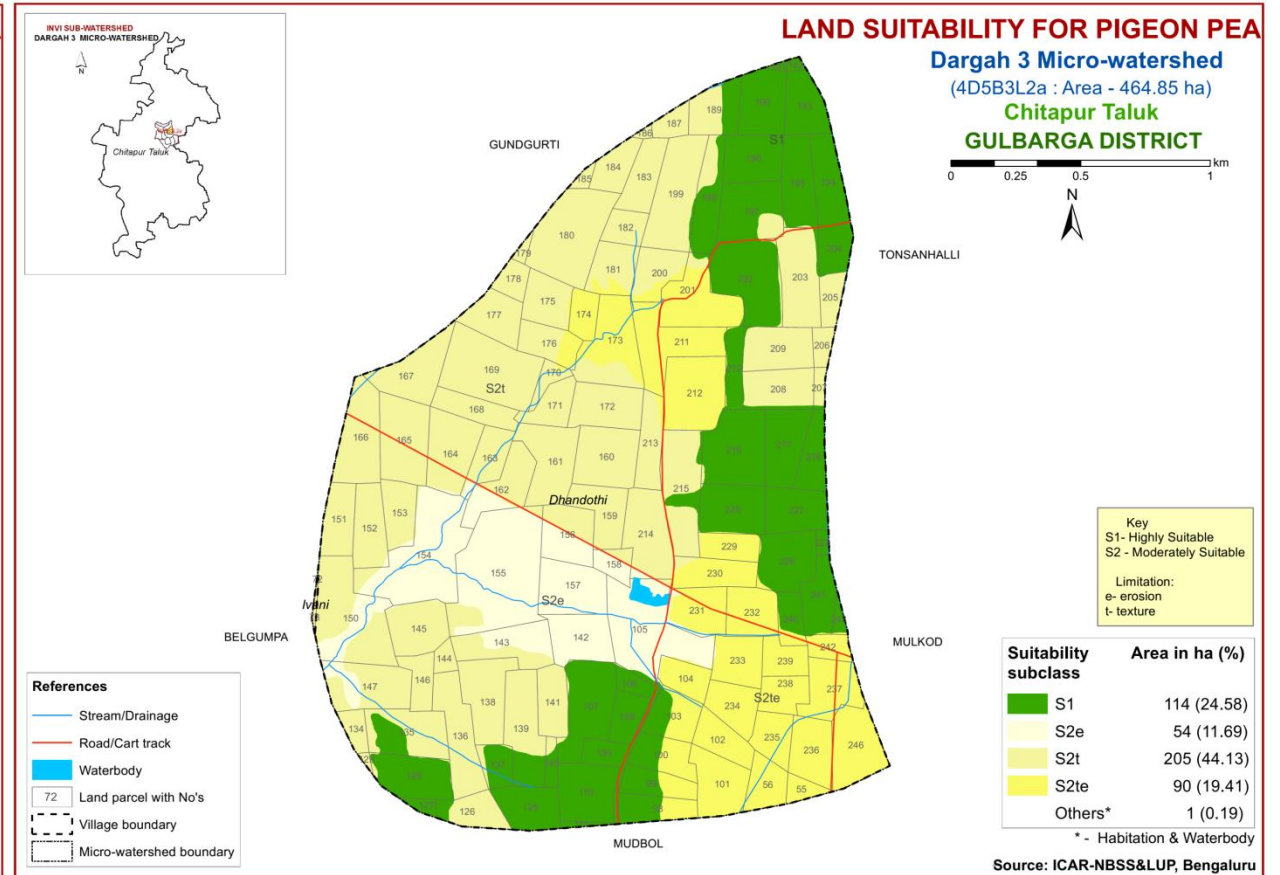 INVI SUB-WATERSHED
DARGAH 3 MICRO-WATERSHED
N
Chitapur Taluk
LAND SUITABILITY FOR PIGEON PEA
Dargah 3 Micro-watershed
(4D5B3L2a : Area - 464.85 ha)
Chitapur Taluk
GULBARGA DISTRICT
0 0.25 0.5 1 km
N
GUNDGURTI
TONSANHALLI
BELGUMPA
MULKOD
MUDBOL
189
187
186
S1
184
183
185
199
182
180
179
181
200
178
201
203
205
175
177
174
176
173
211
209
206
167
169
170
S2t
212
208
207
168
171
172
166
165
164
163
161
160
213
162
215
Dhandothi
151
152
153
159
214
156
229
154
158
230
155
157
S2e
231
232
Ivani
150
145
143
142
105
242
144
233
239
147
146
104
238
237
138
141
S2te
234
134
136
139
103
102
235
236
246
100
101
56
55
126
Key
S1- Highly Suitable
S2 - Moderately Suitable
Limitation:
e- erosion
t- texture
Suitability subclass Area in ha (%)
S1 114 (24.58)
S2e 54 (11.69)
S2t 205 (44.13)
S2te 90 (19.41)
Others* 1 (0.19)
* - Habitation & Waterbody
Source: ICAR-NBSS&LUP, Bengaluru
References
Stream/Drainage
Road/Cart track
Waterbody
72 Land parcel with No's
Village boundary
Micro-watershed boundary